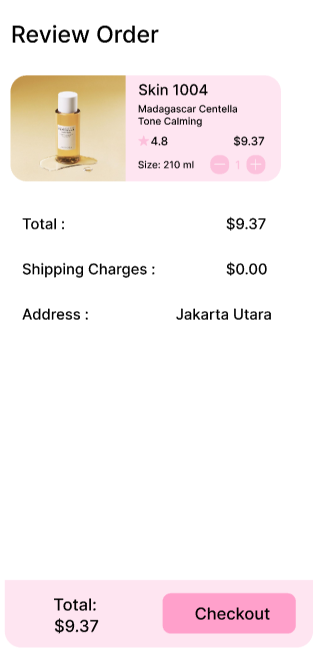 Review Order
Skin 1004
Madagascar Centella
Tone Calming
4.8
$9.37
Size: 210 ml
1
Total :
$9.37
Shipping Charges :
$0.00
Address :
Jakarta Utara
Total:
$9.37
Checkout